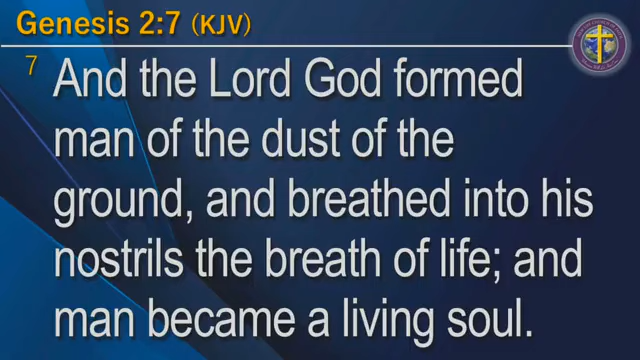 Genesis 2:7 (KJV)
7 And the Lord God formed
man of the dust of the
ground, and breathed into his
nostrils the breath of life; and
man became a living soul.